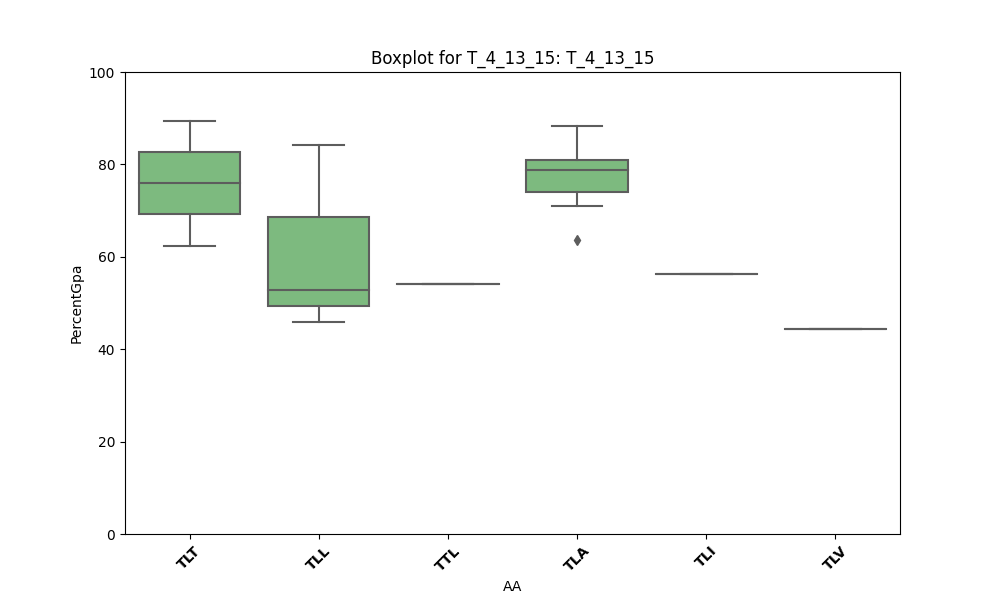 Boxplot for T_4_13_15: T_4_13_15
100
80
60
40
20
0
PercentGpa
TLT
TLL
TTL
TLA
TLI
TLV
AA